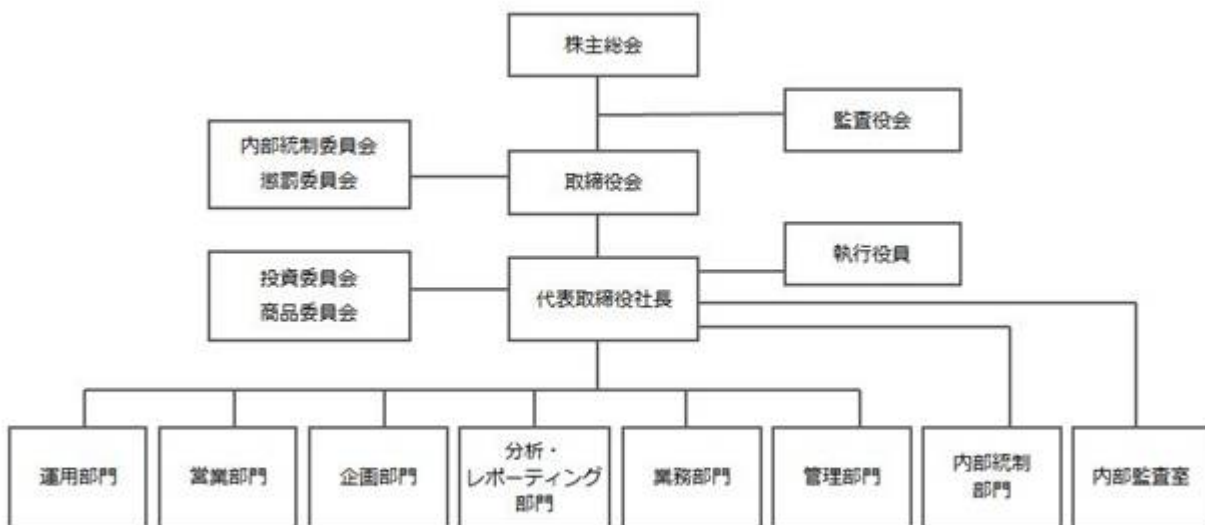 株主総会
監査役会
内部統制委員会
懲罰委員会
取締役会
執行役員
投資委員会
商品委員会
代表取締役社長
運用部門
営業部門
企画部門
分析・
レポーティング
部門
業務部門
管理部門
内部統制
部門
内部監査室